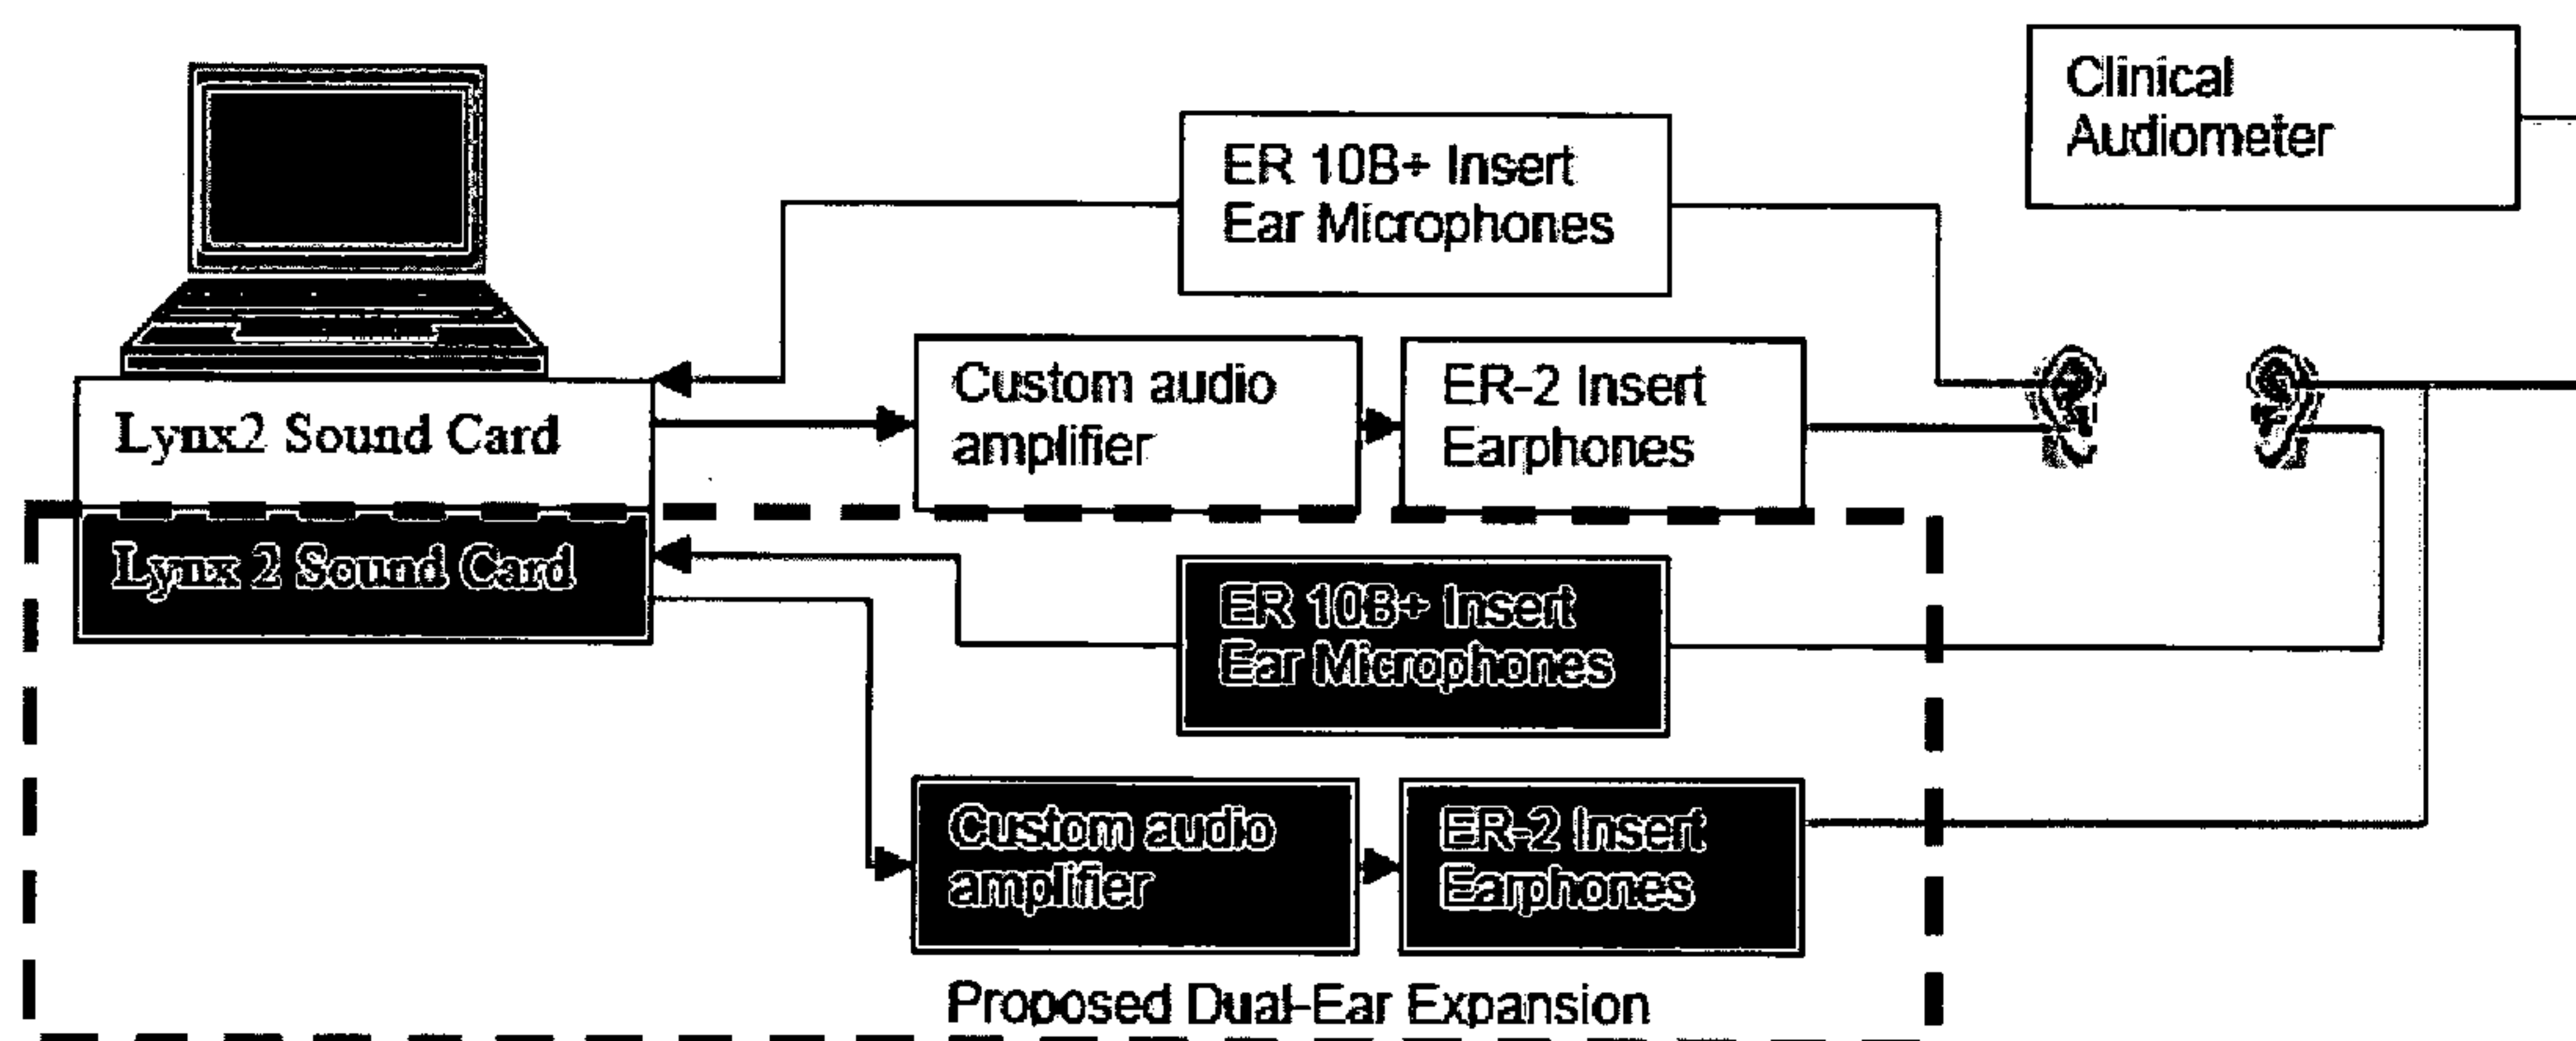 Clinical
Audiometer
ER 10B+ Insert
Ear Microphones
Custom audio
amplifier
ER-2 Insert
Earphones
Lynx2 Sound Card
Lynx 2 Sound Card
ER 10B+ Insert
Ear Microphones
Custom audio
amplifier
ER-2 Insert
Earphones
Proposed Dual-Ear Expansion